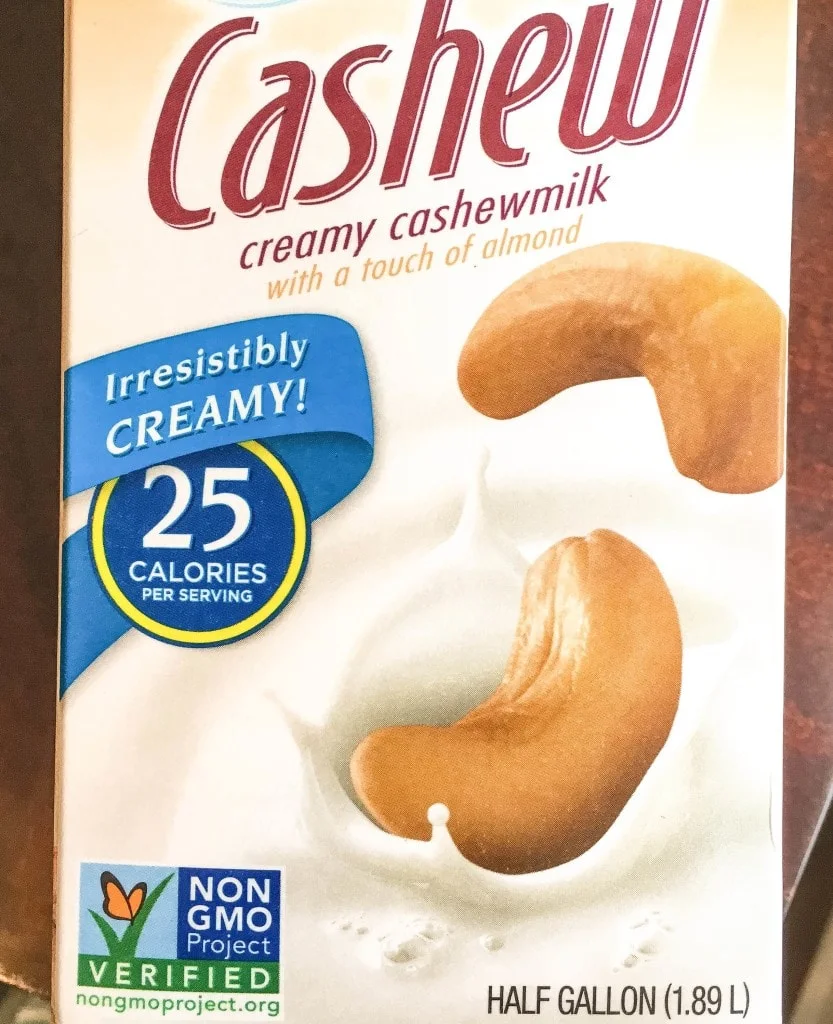 Cashew
creamy cashewmilk
with a touch of almond
Irresistibly
CREAMY!
25
CALORIES
PER SERVING
NON
GMO
Project
VERIFIED
nongmoproject.org
HALF GALLON (1.89 L)